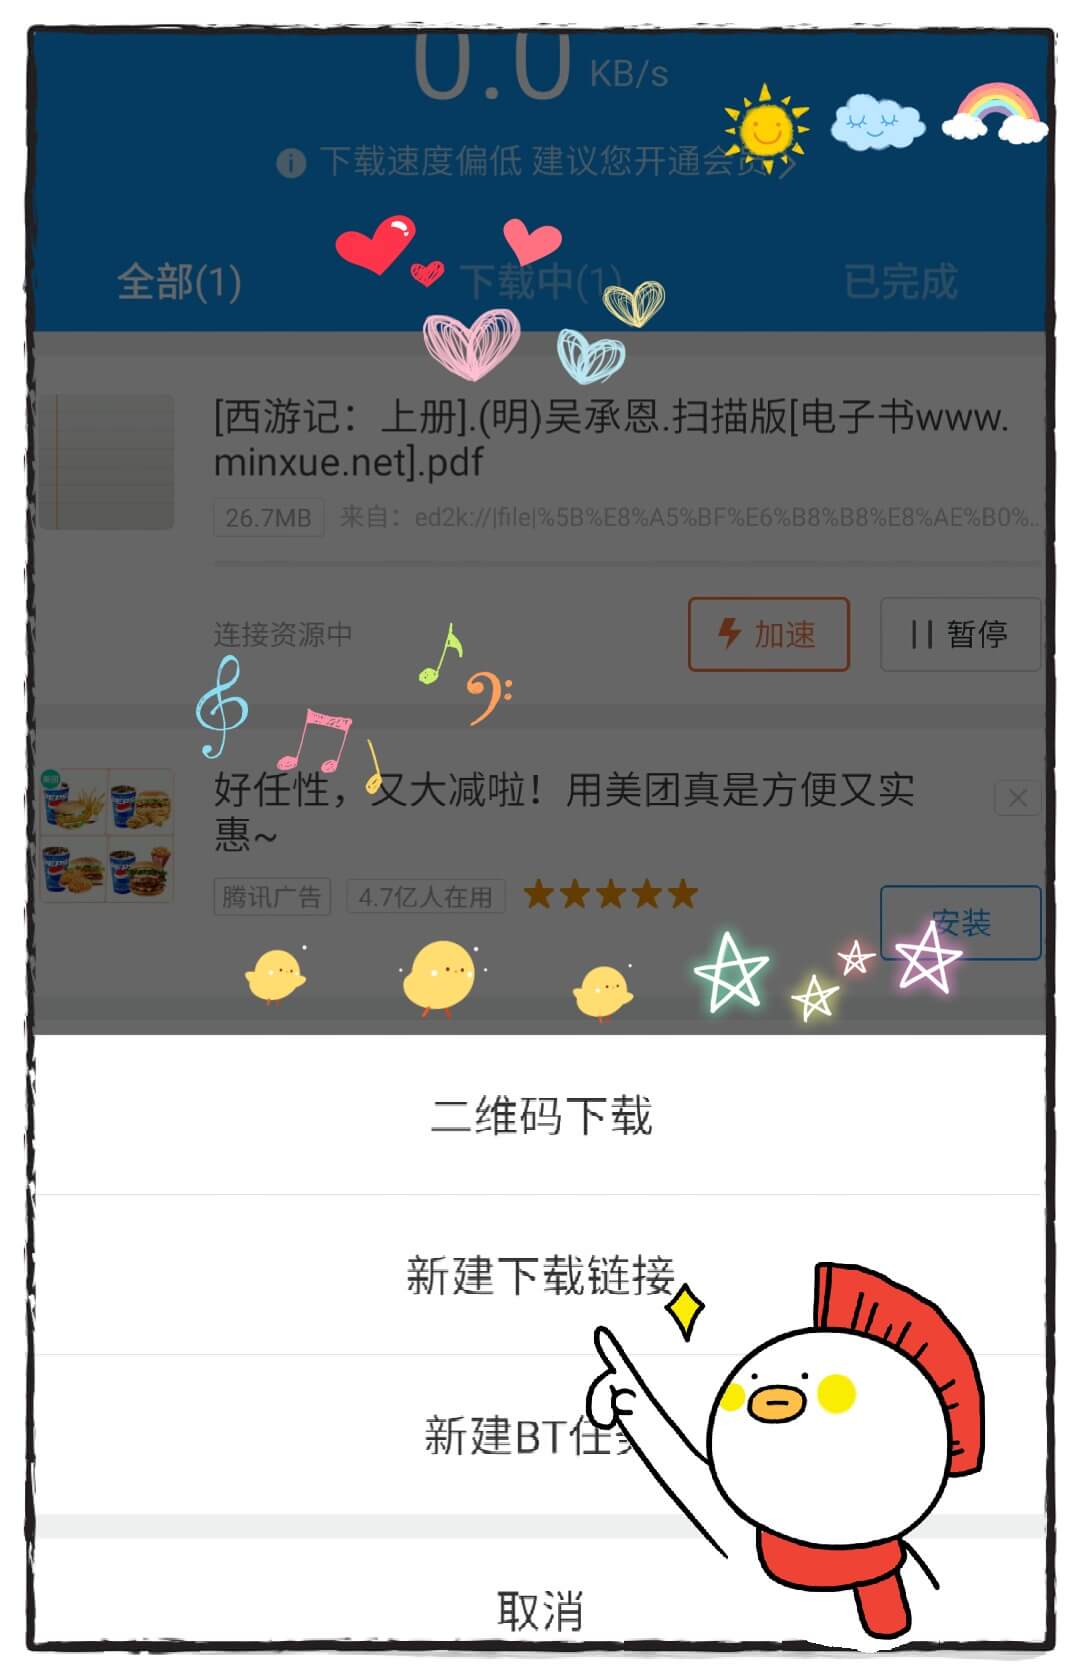 0.0 KB/s
下载速度偏低 建议您开通会员
全部(1) 下载中(1) 已完成
[西游记：上册].(明)吴承恩.扫描版[电子书www.
minxue.net].pdf
26.7MB 来自：ed2k://|file|%5B%E8%A5%BF%E6%B8%B8%E8%AE%B0%..
连接资源中 加速 暂停
好任性，又大减啦！用美团真是方便又实
惠~
腾讯广告 4.7亿人在用
安装
二维码下载
新建下载链接
新建BT任务
取消